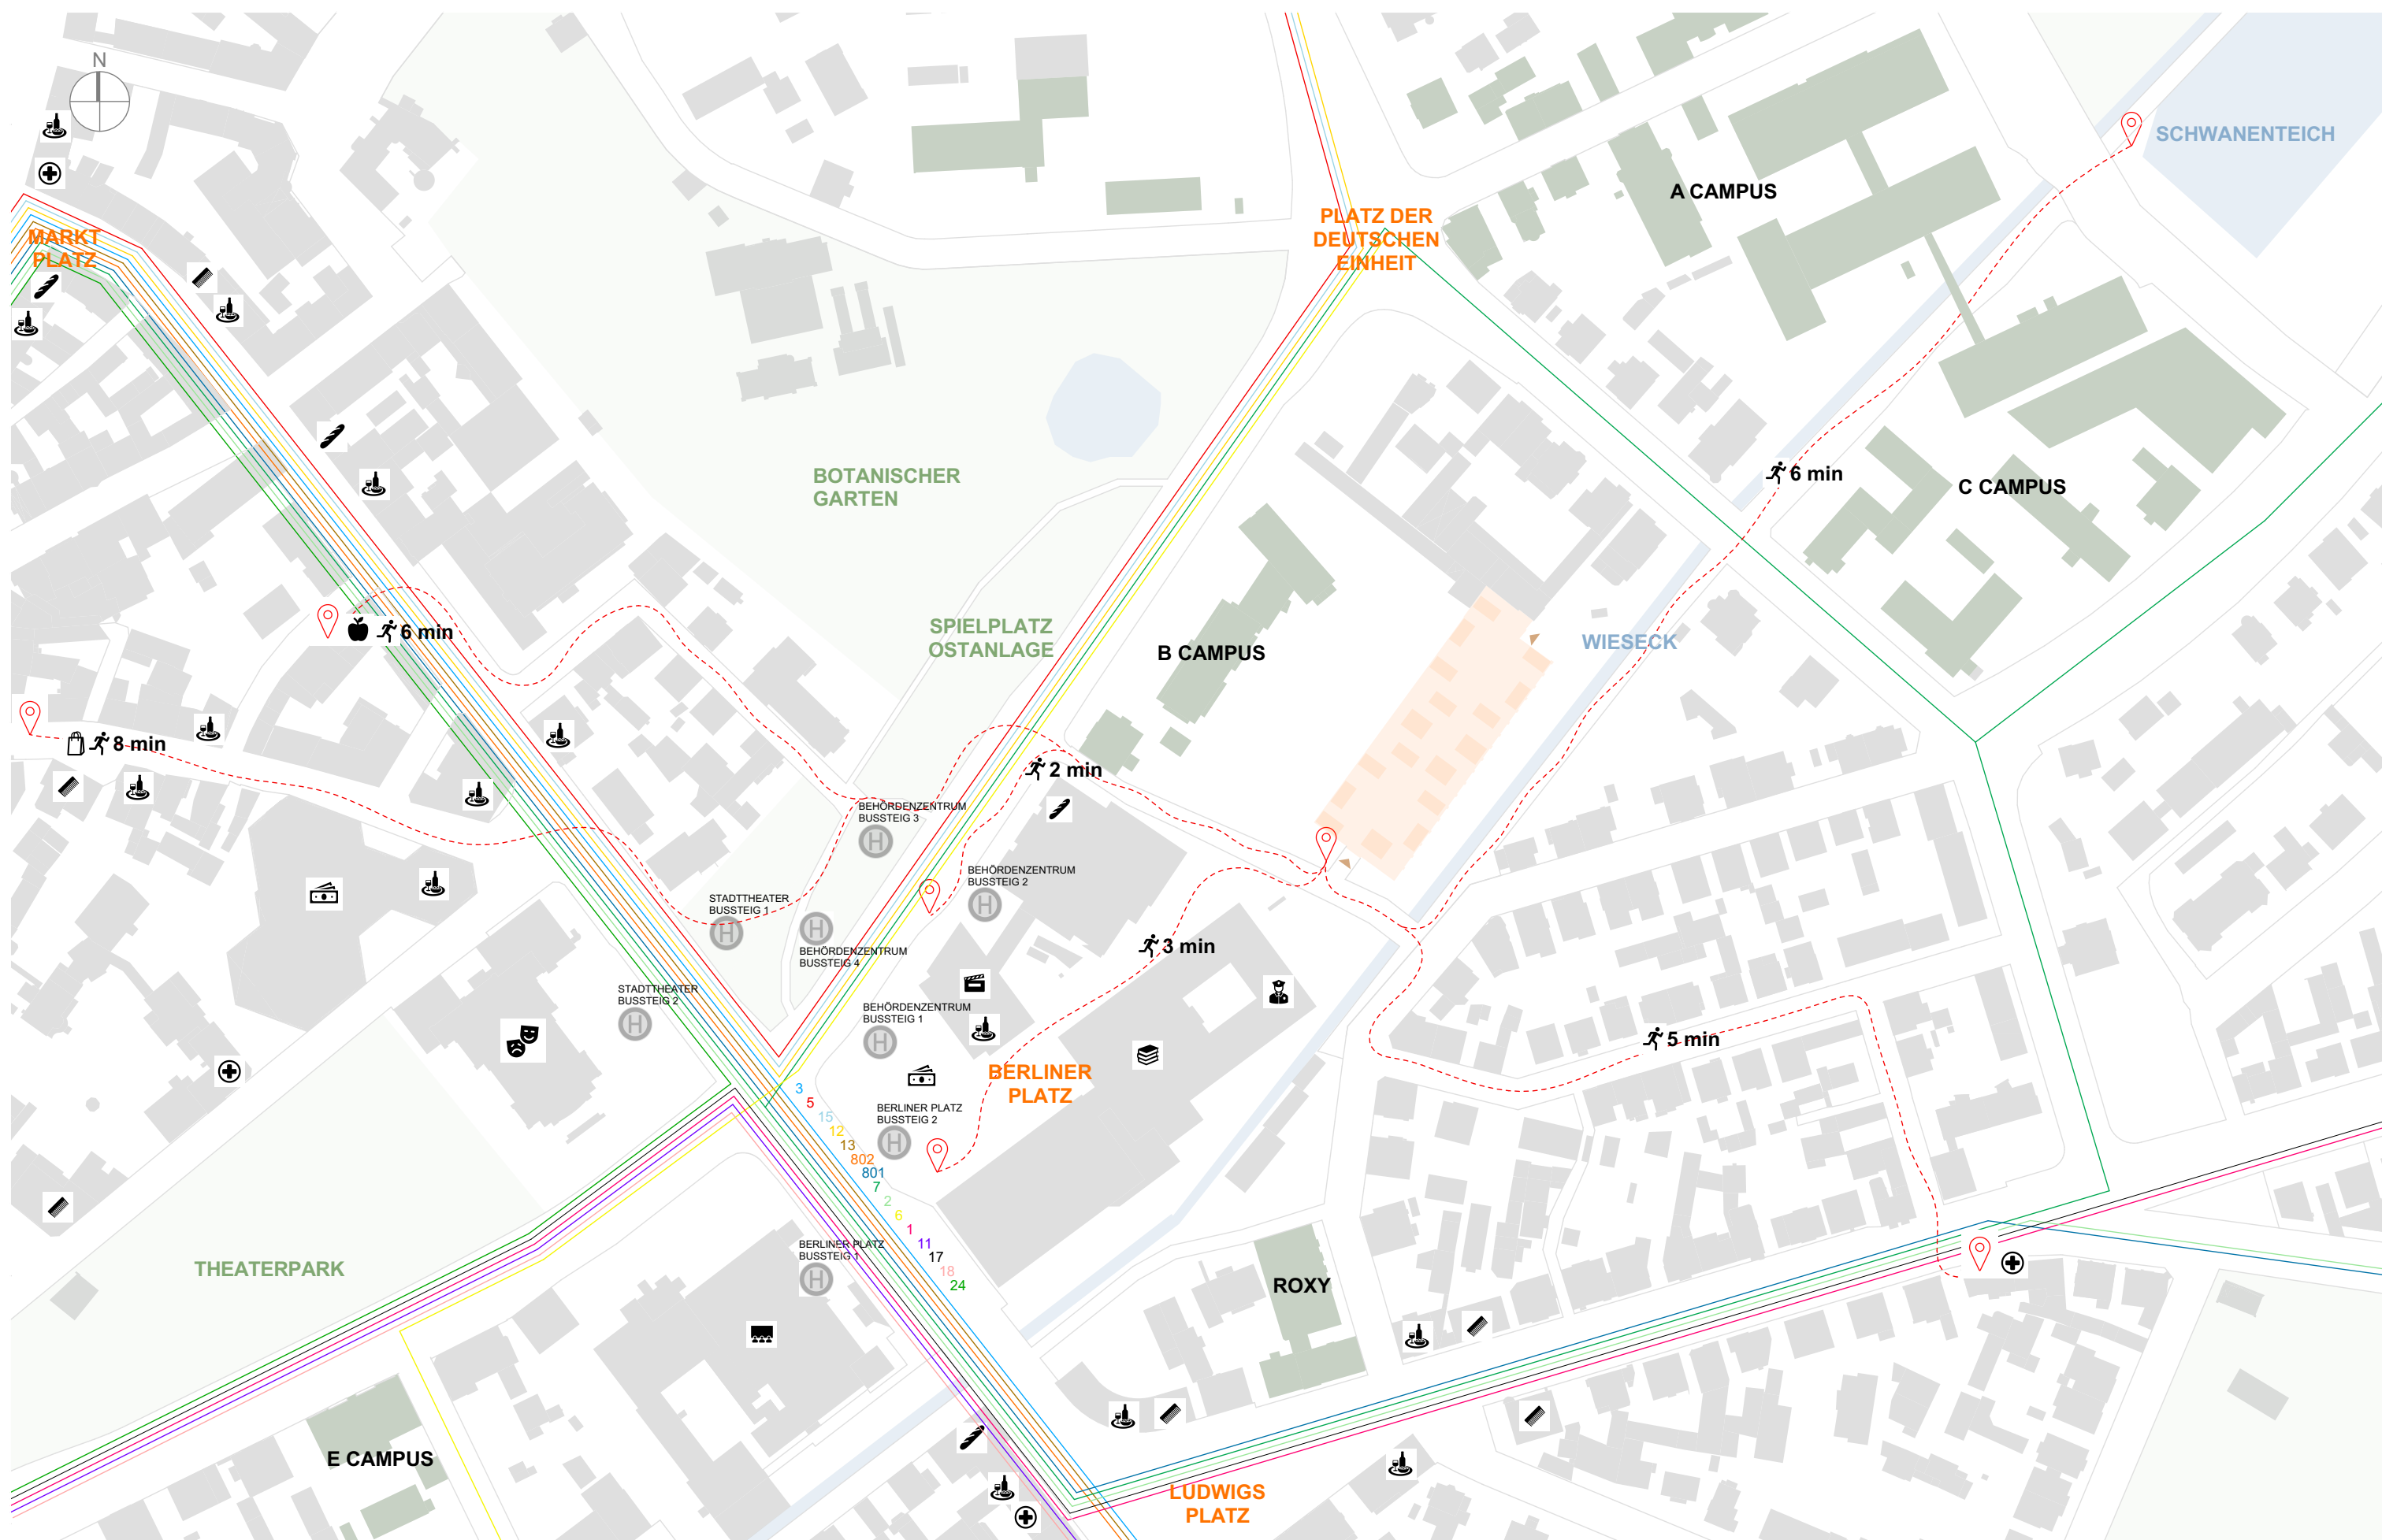 N
SCHWANENTEICH
A CAMPUS
PLATZ DER
DEUTSCHEN
EINHEIT
MARKT
PLATZ
BOTANISCHER
GARTEN
6 min
C CAMPUS
SPIELPLATZ
OSTANLAGE
6 min
B CAMPUS
WIESECK
8 min
2 min
BEHÖRDENZENTRUM
BUSSTEIG 3
H
BEHÖRDENZENTRUM
BUSSTEIG 2
H
STADTTHEATER
BUSSTEIG 1
H
H
BEHÖRDENZENTRUM
BUSSTEIG 4
3 min
STADTTHEATER
BUSSTEIG 2
H
BEHÖRDENZENTRUM
BUSSTEIG 1
H
5 min
BERLINER
PLATZ
3
5
15
12
13
802
801
7
2
6
1
11
17
18
24
BERLINER PLATZ
BUSSTEIG 2
H
BERLINER PLATZ
BUSSTEIG 1
H
THEATERPARK
ROXY
E CAMPUS
LUDWIGS
PLATZ